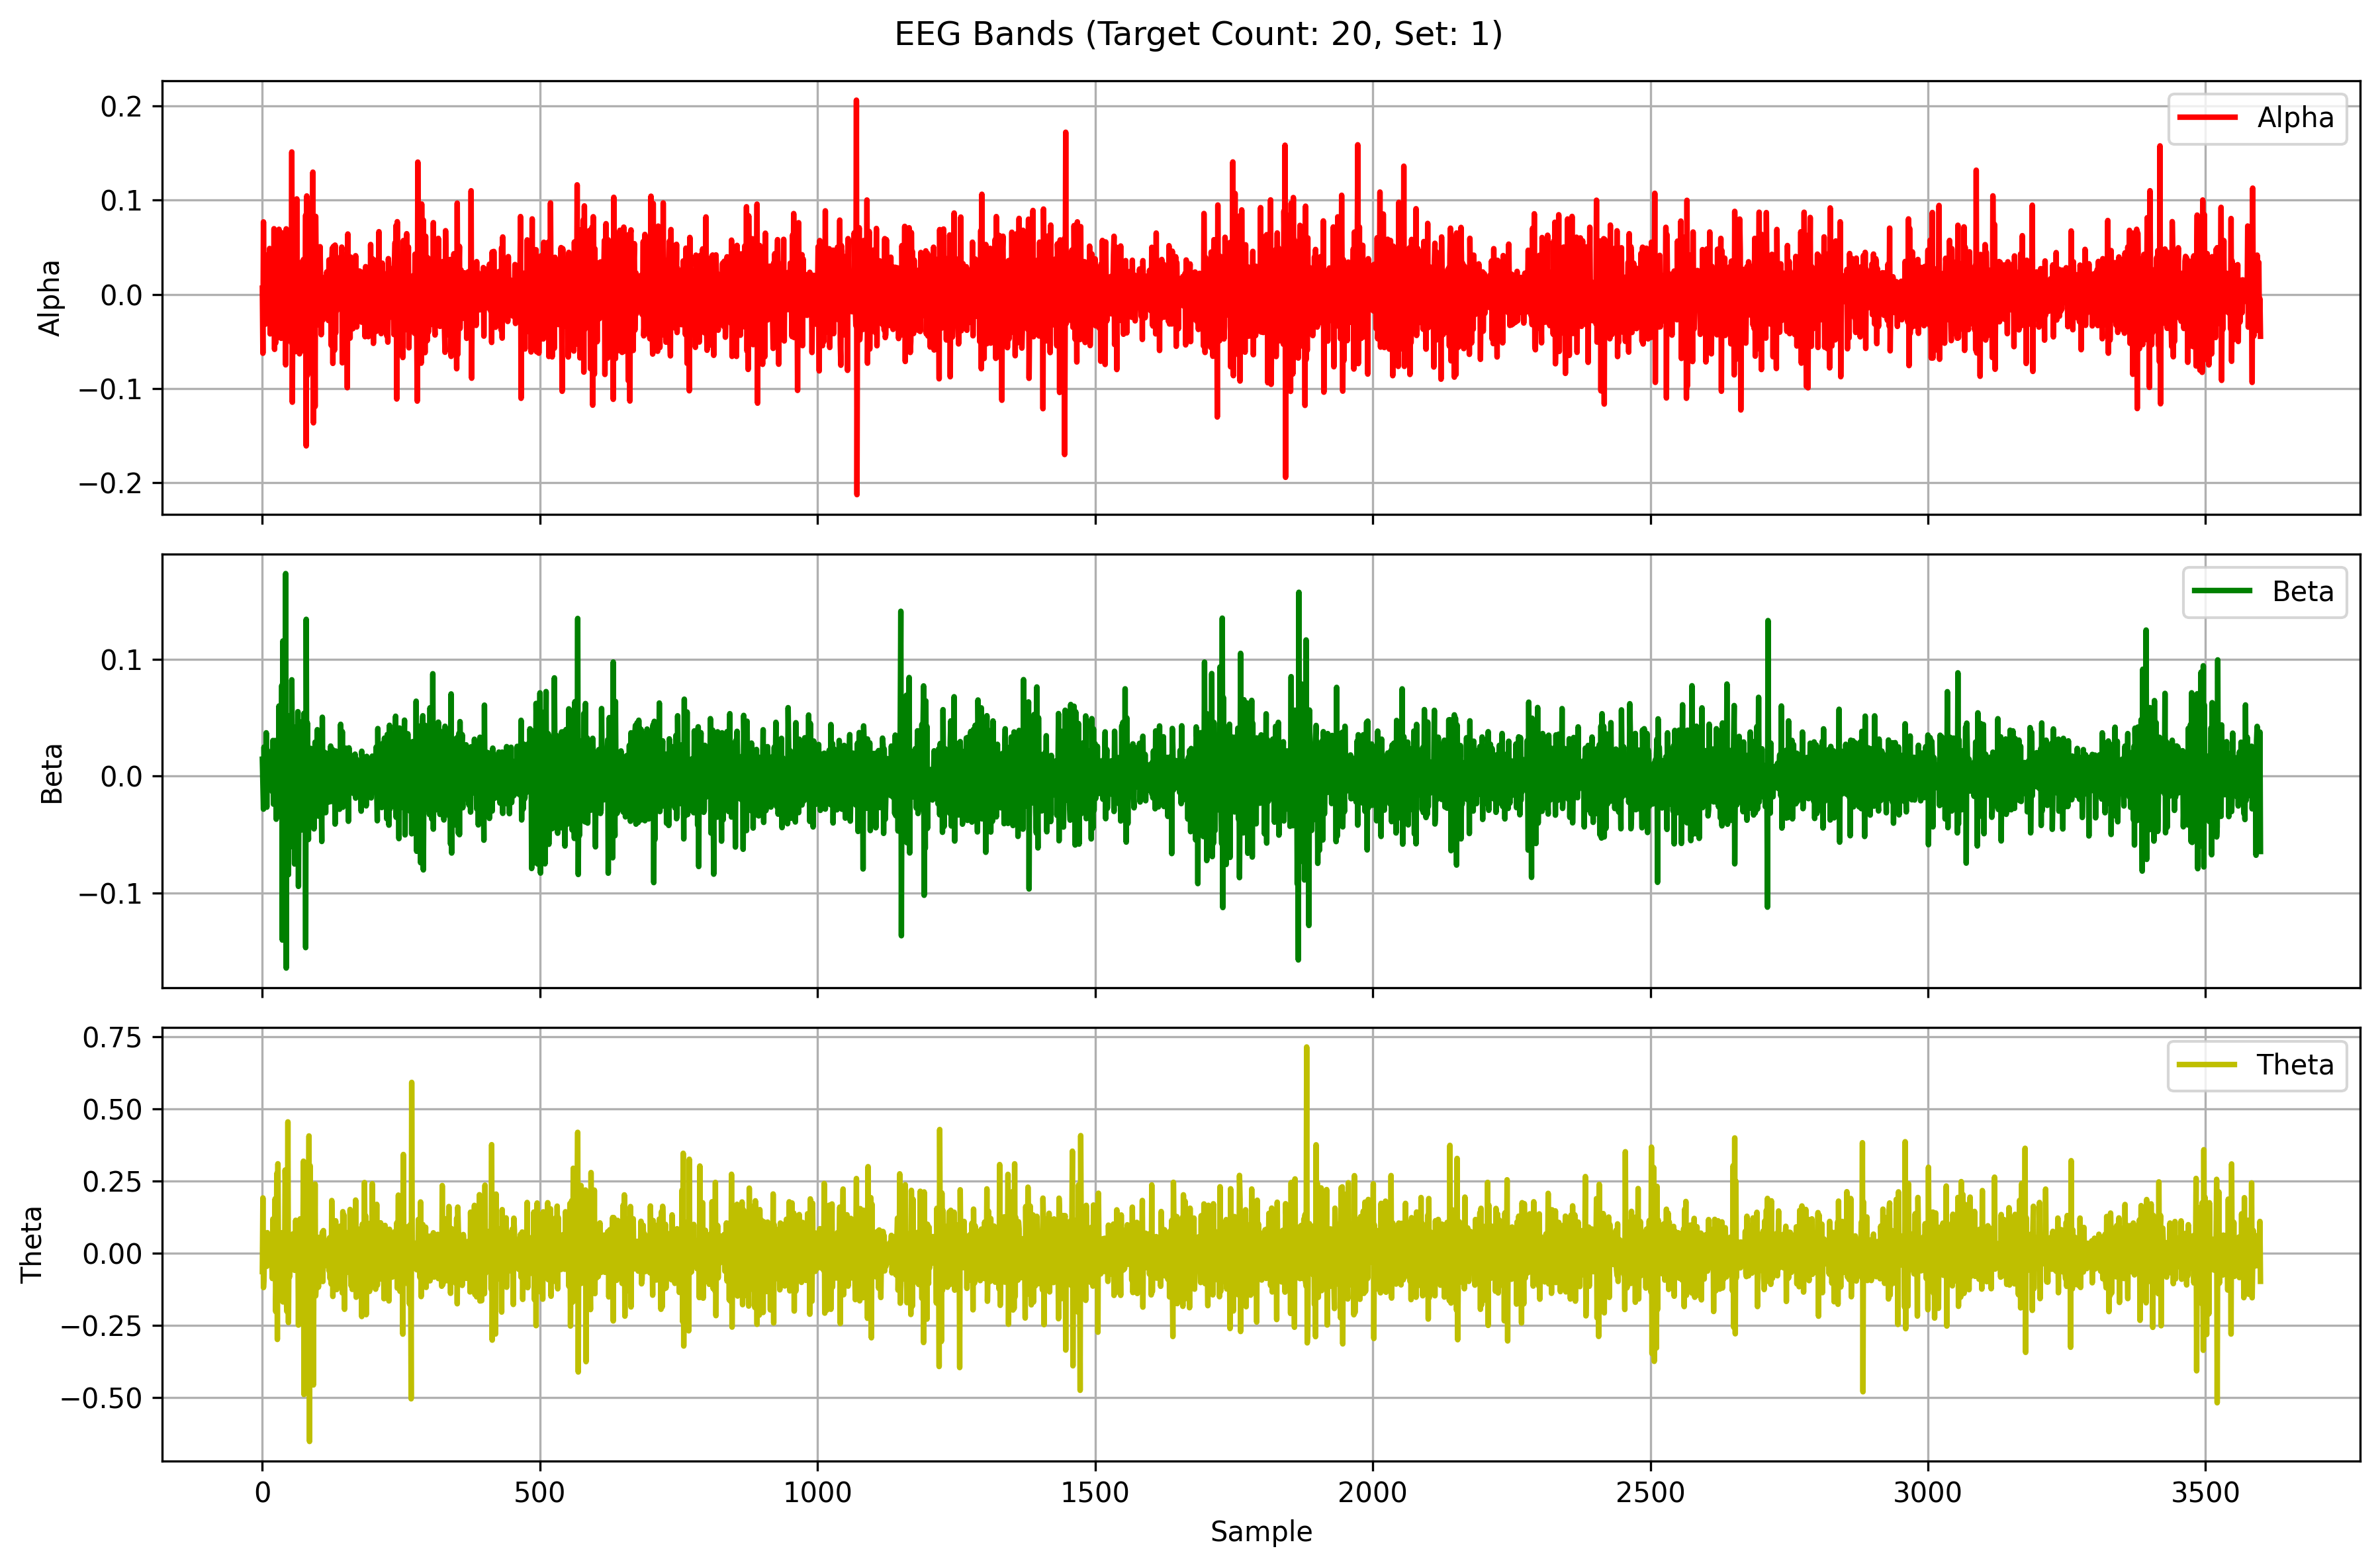 EEG Bands (Target Count: 20, Set: 1)
0.2
0.1
0.0
−0.1
−0.2
Alpha
Alpha
0.1
0.0
−0.1
Beta
Beta
0.75
0.50
0.25
0.00
−0.25
−0.50
Theta
Theta
0 500 1000 1500 2000 2500 3000 3500
Sample